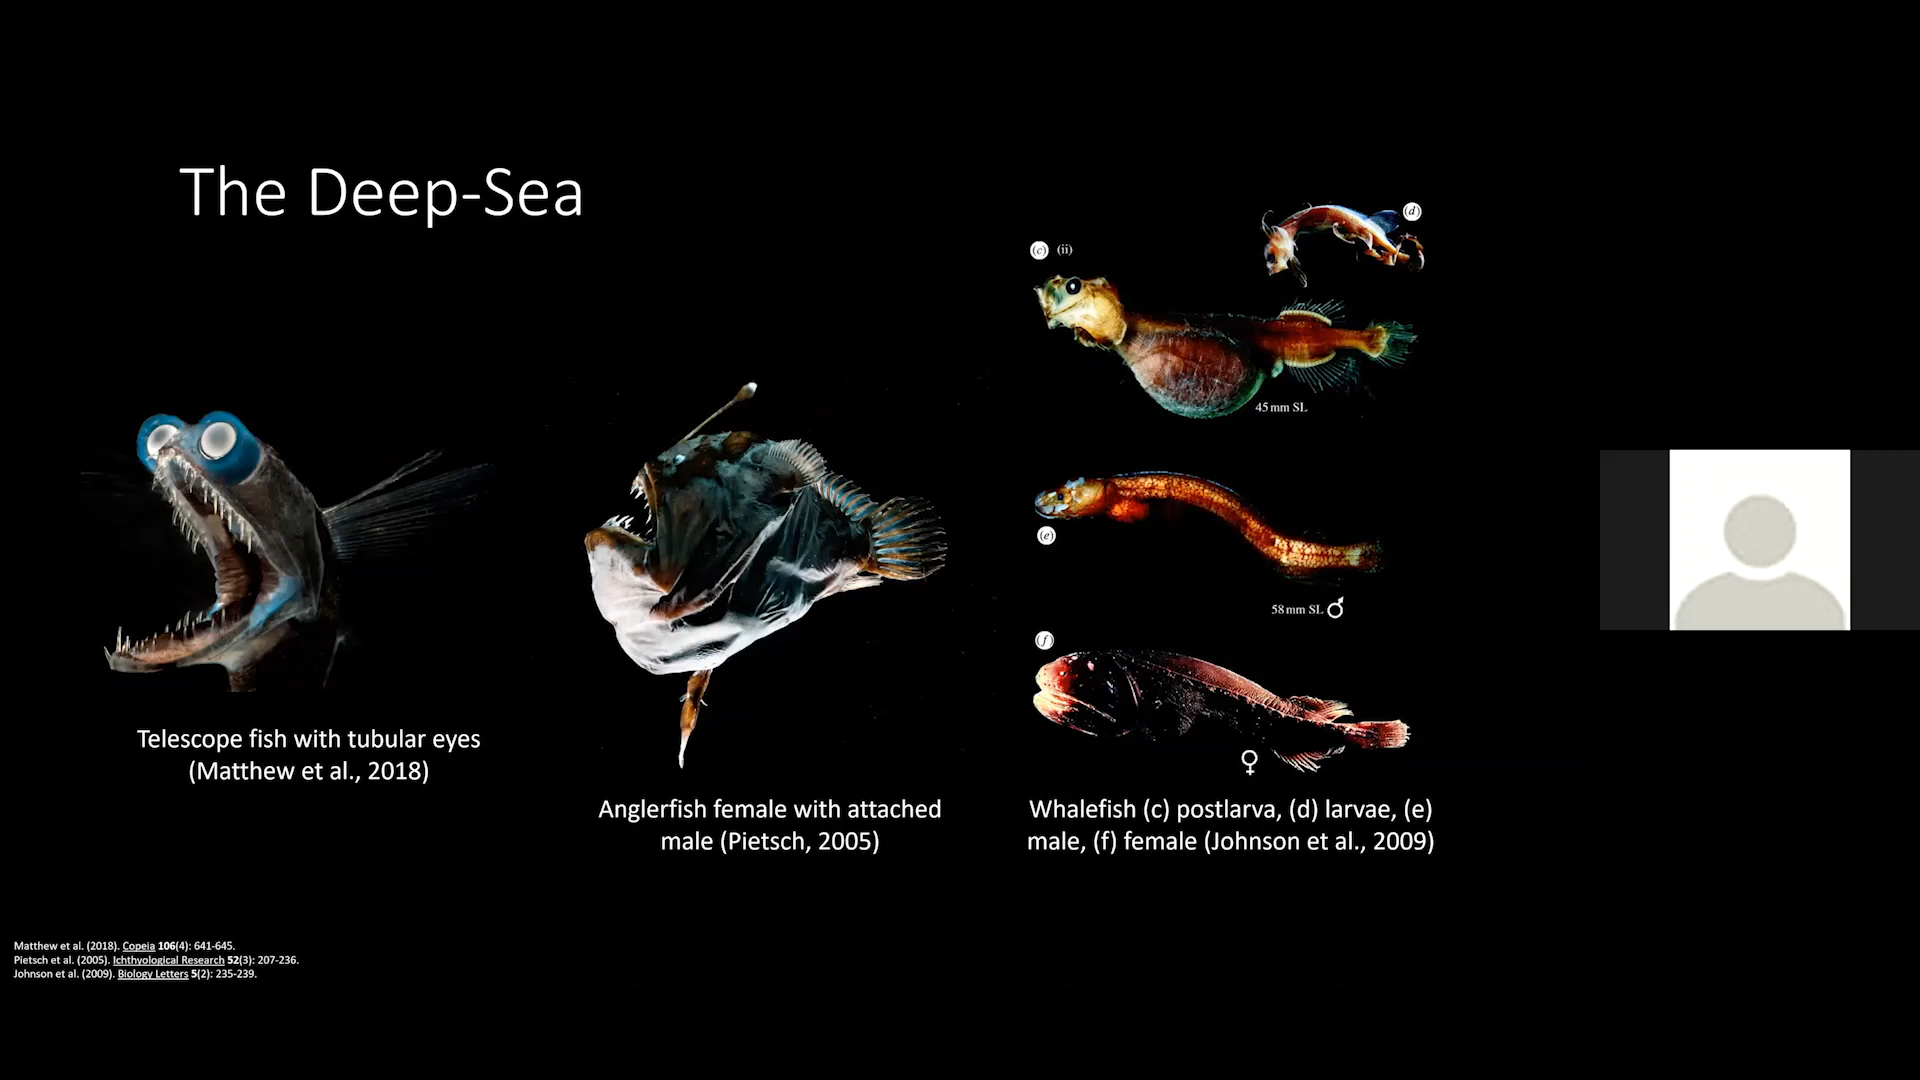 The Deep-Sea
(d)
(c) (ii)
45 mm SL
(e)
58 mm SL ♂
(f)
♀
Telescope fish with tubular eyes
(Matthew et al., 2018)
Anglerfish female with attached
male (Pietsch, 2005)
Whalefish (c) postlarva, (d) larvae, (e)
male, (f) female (Johnson et al., 2009)
Matthew et al. (2018). Copeia 106(4): 641-645.
Pietsch et al. (2005). Ichthyological Research 52(3): 207-236.
Johnson et al. (2009). Biology Letters 5(2): 235-239.